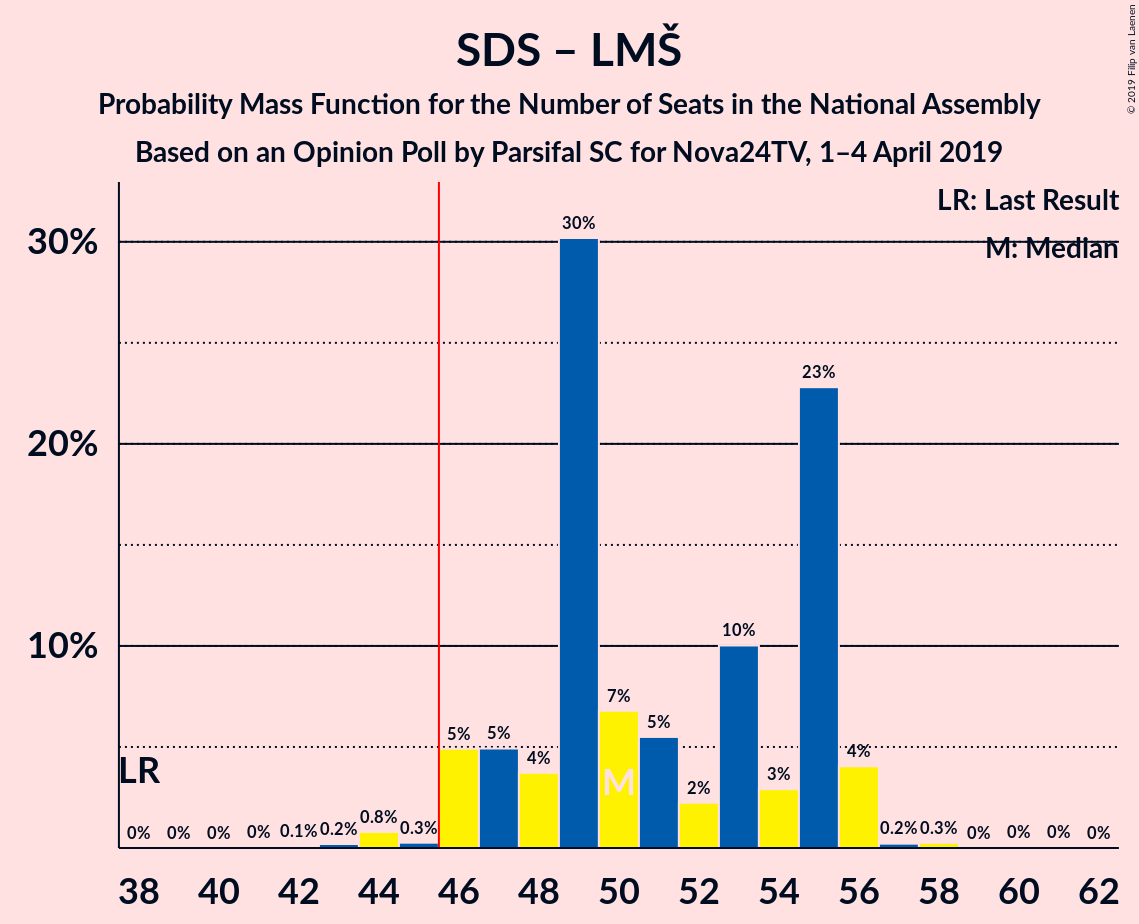 SDS – LMŠ
Probability Mass Function for the Number of Seats in the National Assembly
Based on an Opinion Poll by Parsifal SC for Nova24TV, 1–4 April 2019
© 2019 Filip van Laenen
LR: Last Result
M: Median
30%
20%
10%
LR
M
0% 0% 0% 0% 0.1% 0.2% 0.8% 0.3% 5% 5% 4% 30% 7% 5% 2% 10% 3% 23% 4% 0.2% 0.3% 0% 0% 0% 0%
38 40 42 44 46 48 50 52 54 56 58 60 62